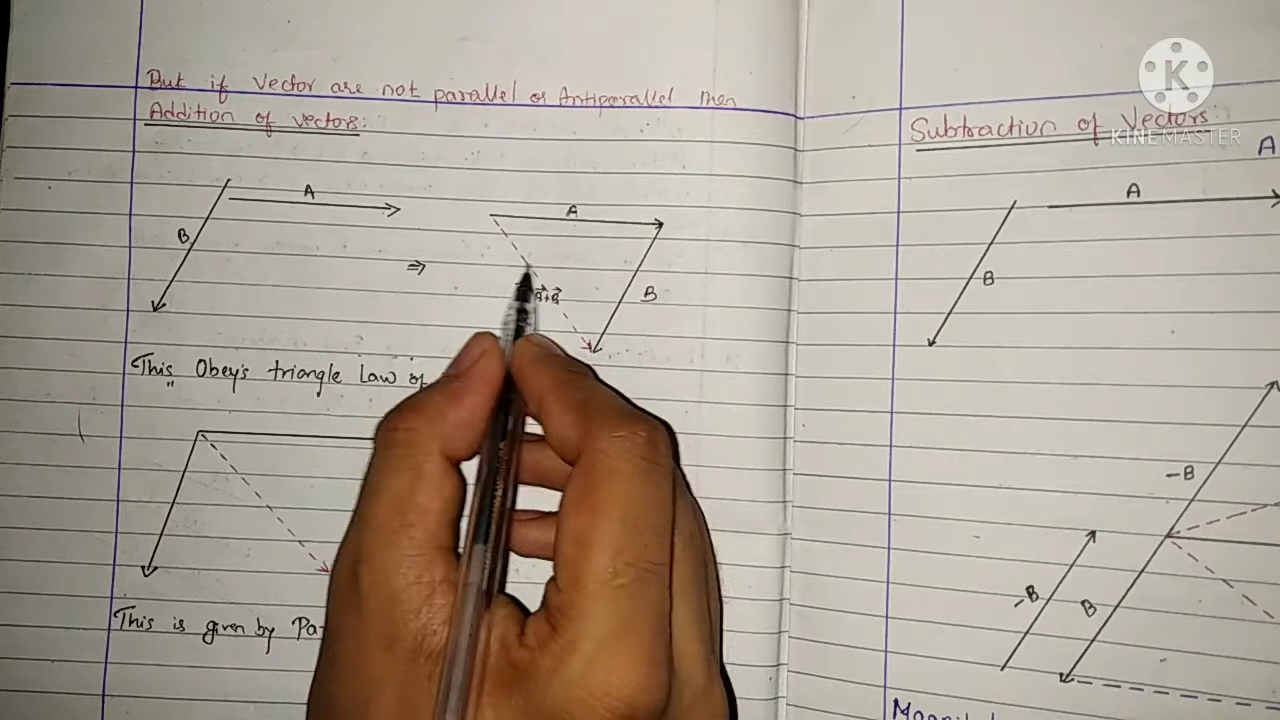 But if Vector are not parallel or Antiparallel then
Addition of vectors:
A
B
⇒
A
B
A+B
This Obey's triangle Law of
This is given by
Subtraction of Vectors:
A
A
B
-B
-B
B
K
KINEMASTER